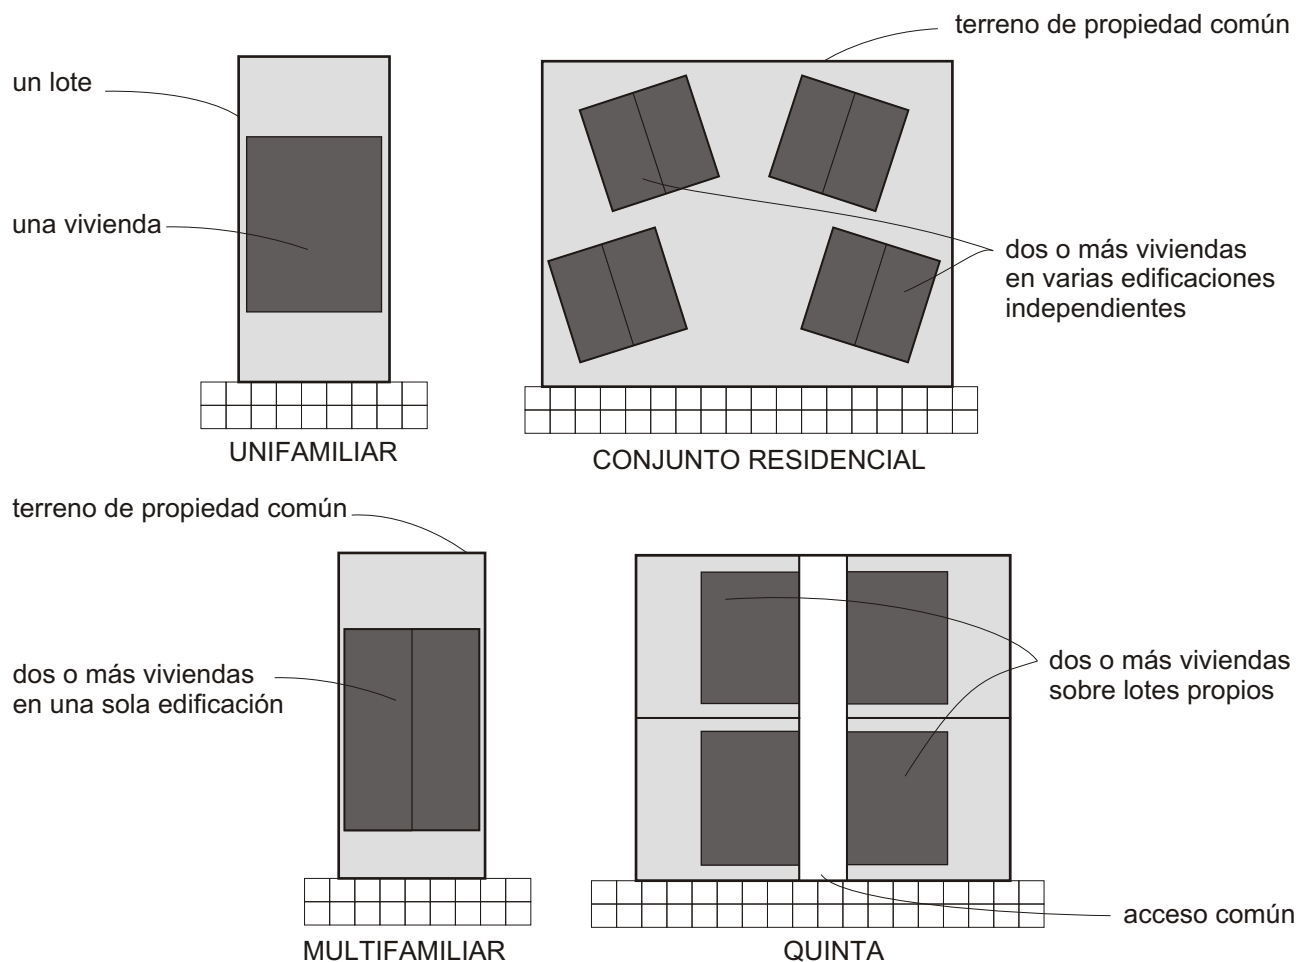 terreno de propiedad común
un lote
una vivienda
dos o más viviendas
en varias edificaciones
independientes
UNIFAMILIAR
CONJUNTO RESIDENCIAL
terreno de propiedad común
dos o más viviendas
en una sola edificación
dos o más viviendas
sobre lotes propios
acceso común
MULTIFAMILIAR
QUINTA